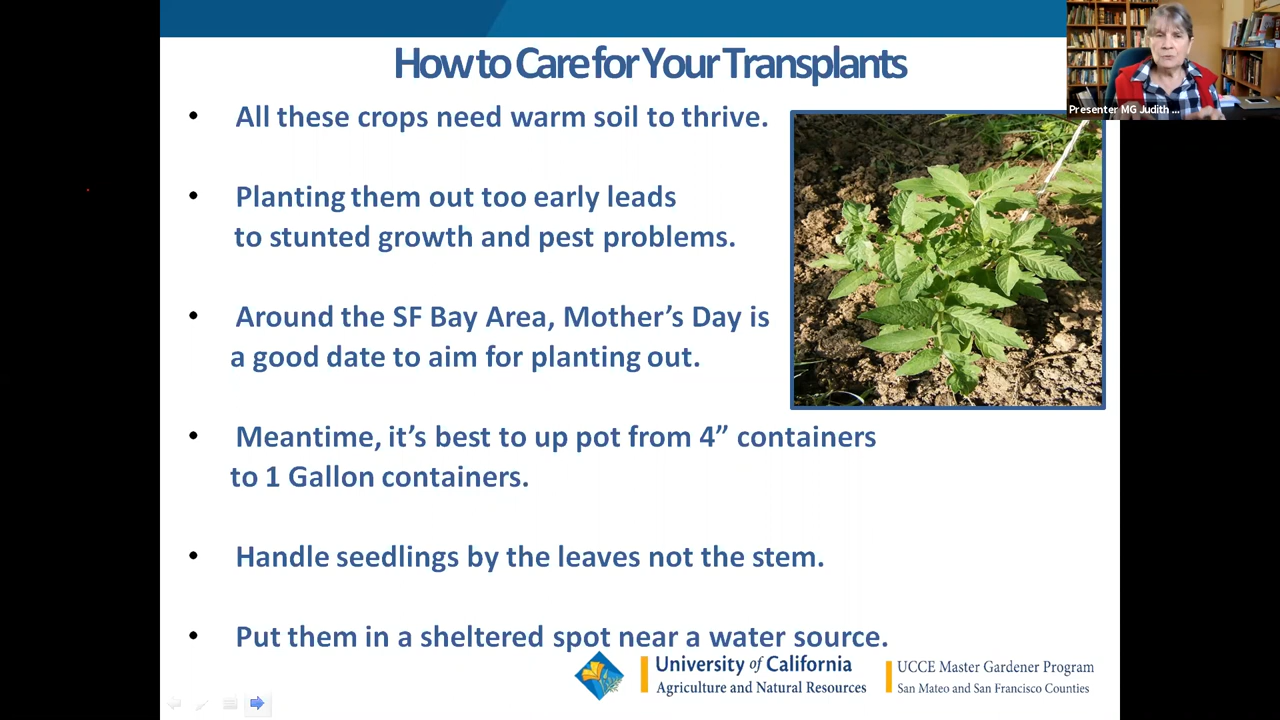 How to Care for Your Transplants
Presenter MG Judith ...
• All these crops need warm soil to thrive.
• Planting them out too early leads
to stunted growth and pest problems.
• Around the SF Bay Area, Mother’s Day is
a good date to aim for planting out.
• Meantime, it’s best to up pot from 4” containers
to 1 Gallon containers.
• Handle seedlings by the leaves not the stem.
• Put them in a sheltered spot near a water source.
University of California
Agriculture and Natural Resources
UCCE Master Gardener Program
San Mateo and San Francisco Counties